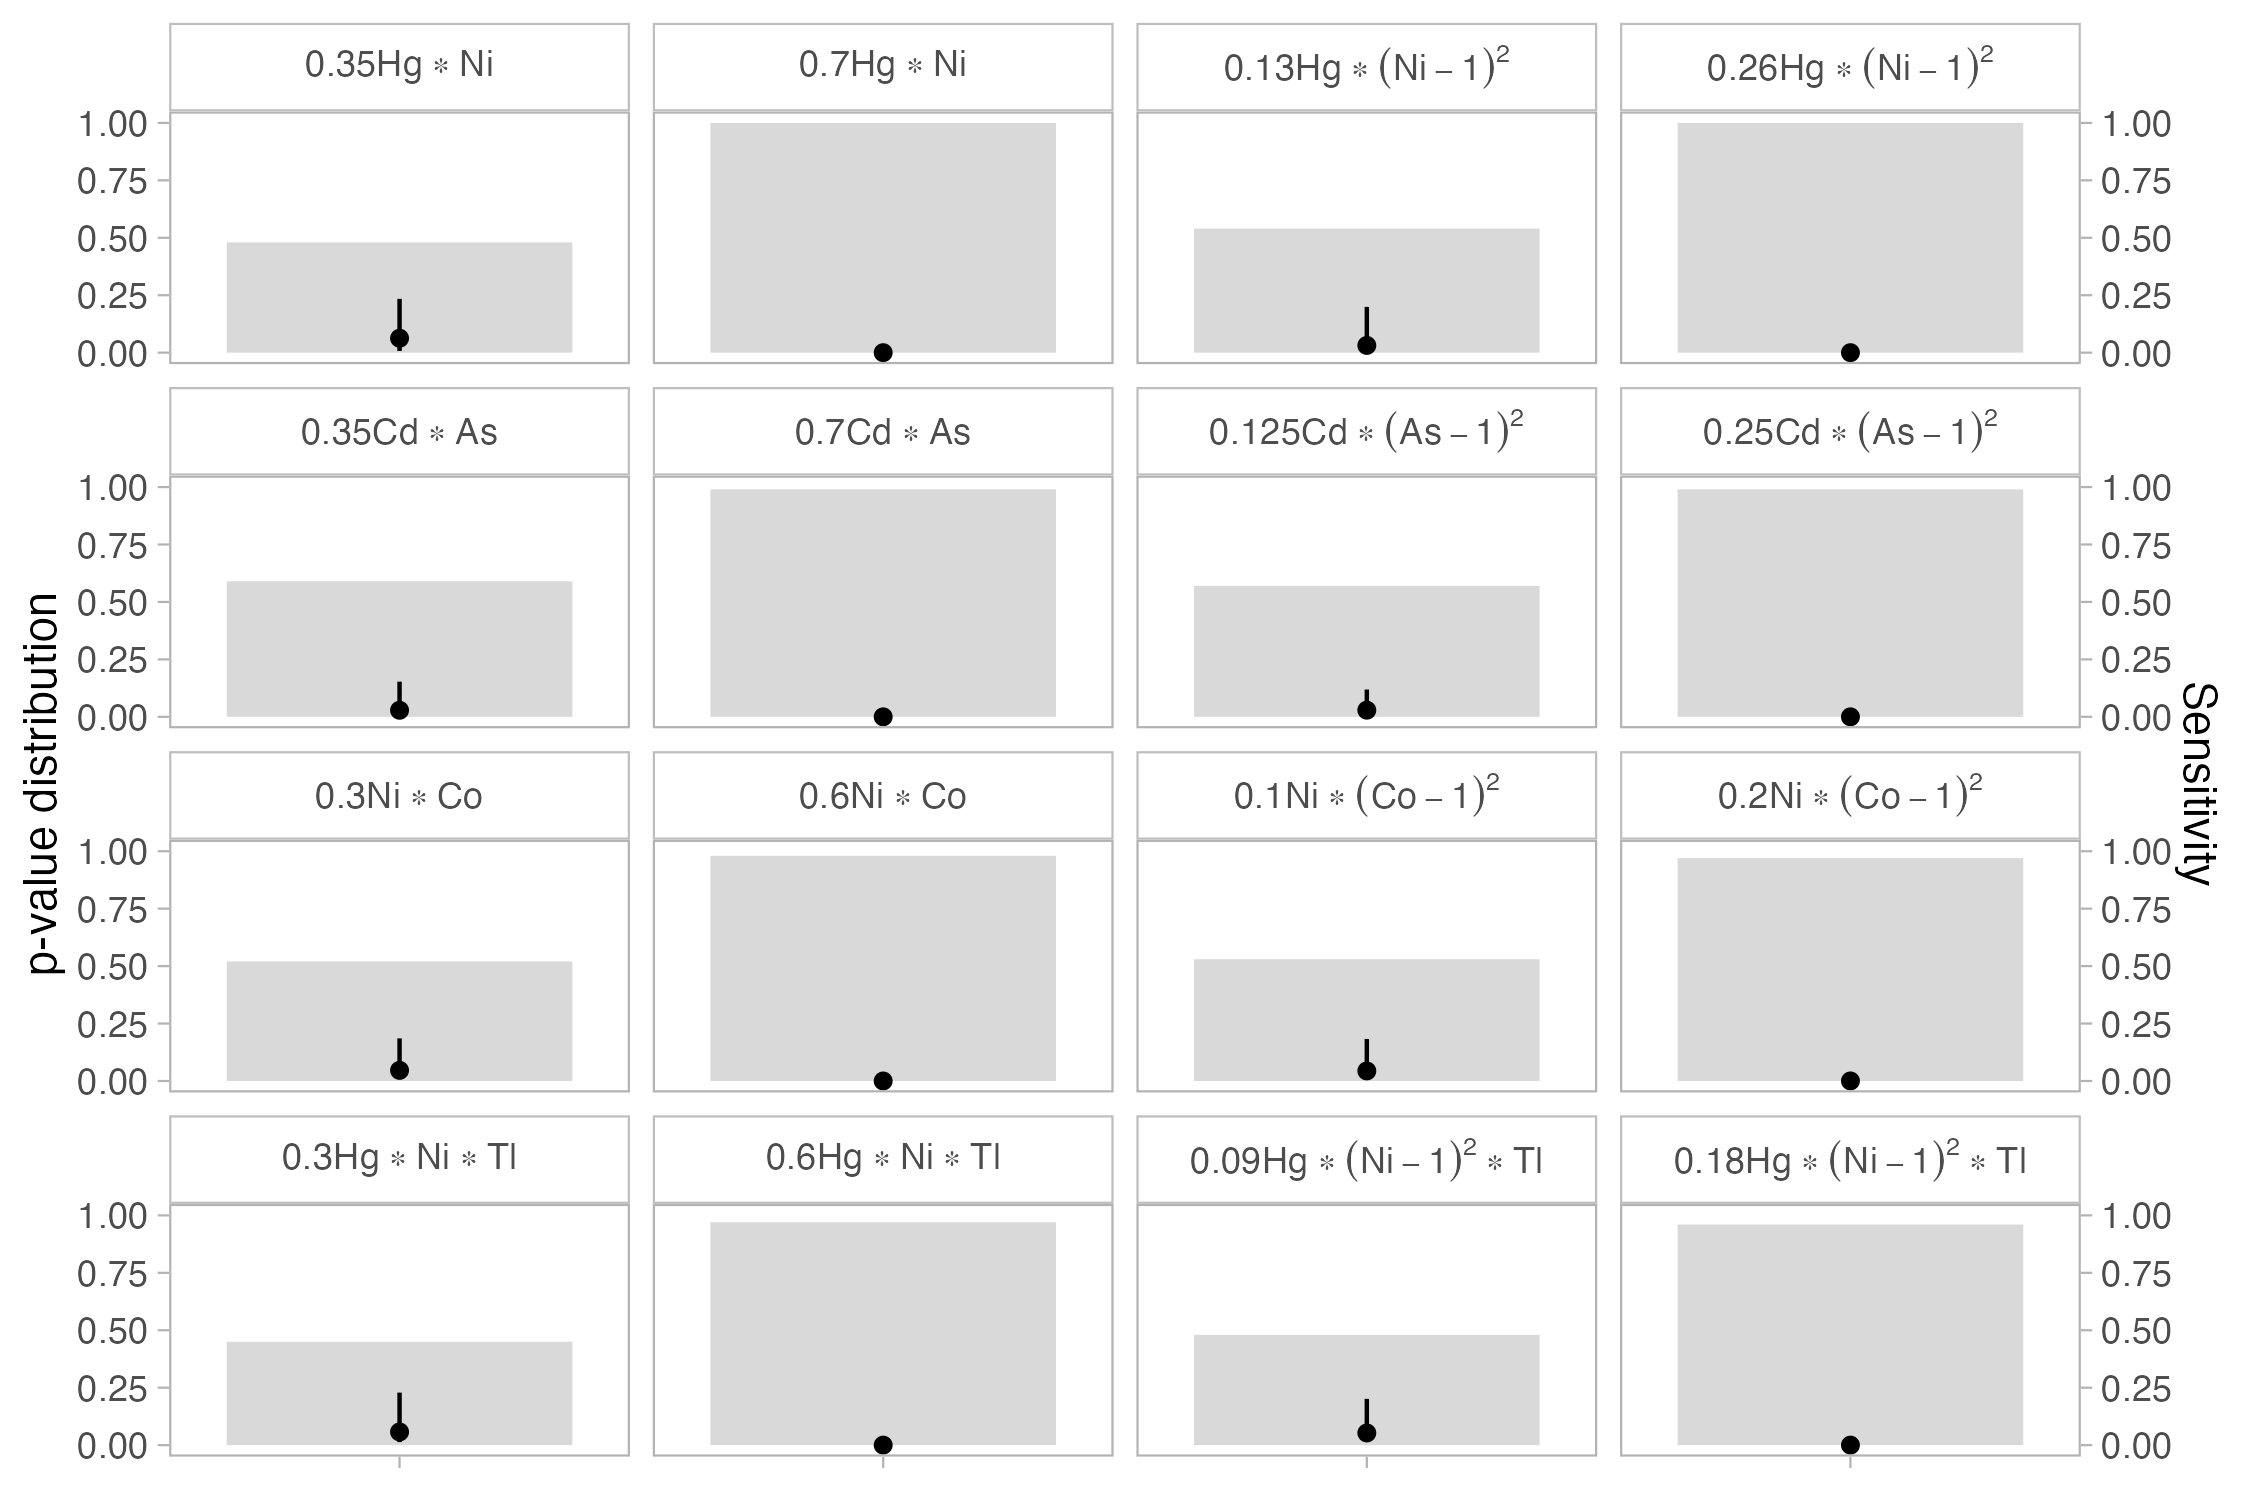 0.35Hg ∗ Ni
0.7Hg ∗ Ni
0.13Hg ∗ (Ni − 1)²
0.26Hg ∗ (Ni − 1)²
1.00
0.75
0.50
0.25
0.00
1.00
0.75
0.50
0.25
0.00
0.35Cd ∗ As
0.7Cd ∗ As
0.125Cd ∗ (As − 1)²
0.25Cd ∗ (As − 1)²
1.00
0.75
0.50
0.25
0.00
1.00
0.75
0.50
0.25
0.00
p-value distribution
Sensitivity
0.3Ni ∗ Co
0.6Ni ∗ Co
0.1Ni ∗ (Co − 1)²
0.2Ni ∗ (Co − 1)²
1.00
0.75
0.50
0.25
0.00
1.00
0.75
0.50
0.25
0.00
0.3Hg ∗ Ni ∗ Tl
0.6Hg ∗ Ni ∗ Tl
0.09Hg ∗ (Ni − 1)² ∗ Tl
0.18Hg ∗ (Ni − 1)² ∗ Tl
1.00
0.75
0.50
0.25
0.00
1.00
0.75
0.50
0.25
0.00